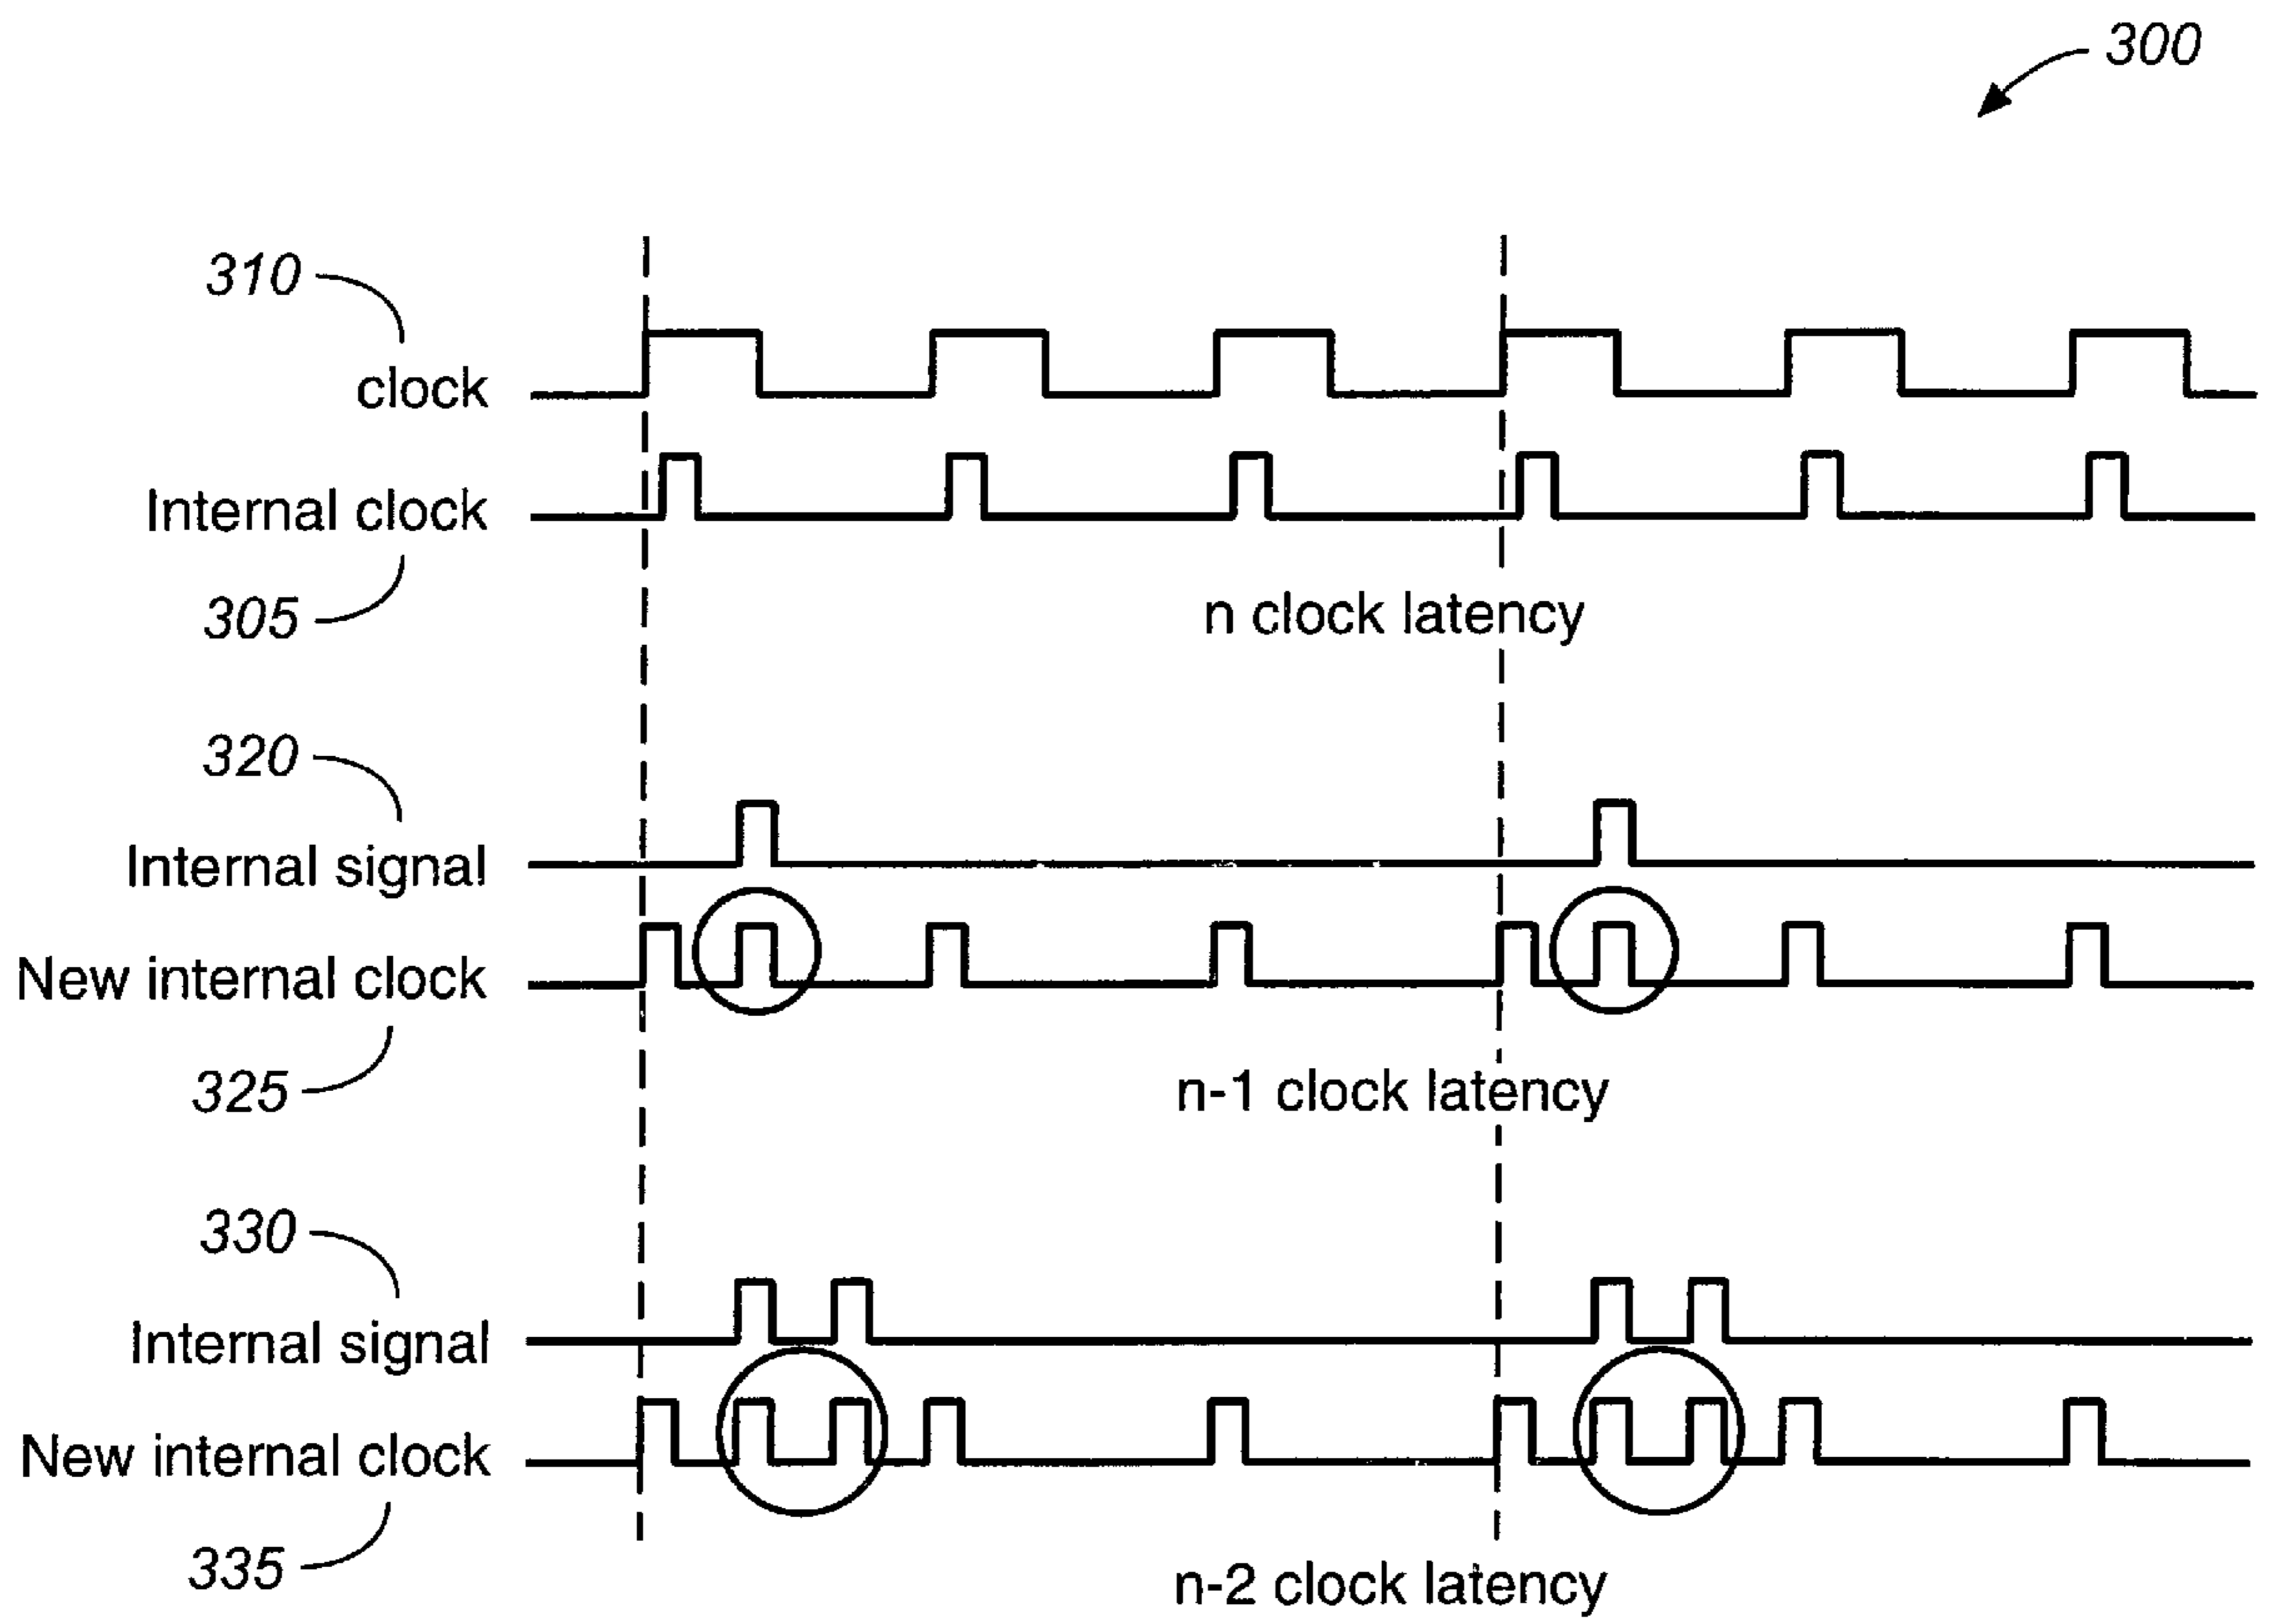 300
310
clock
Internal clock
305
n clock latency
320
Internal signal
New internal clock
325
n-1 clock latency
330
Internal signal
New internal clock
335
n-2 clock latency